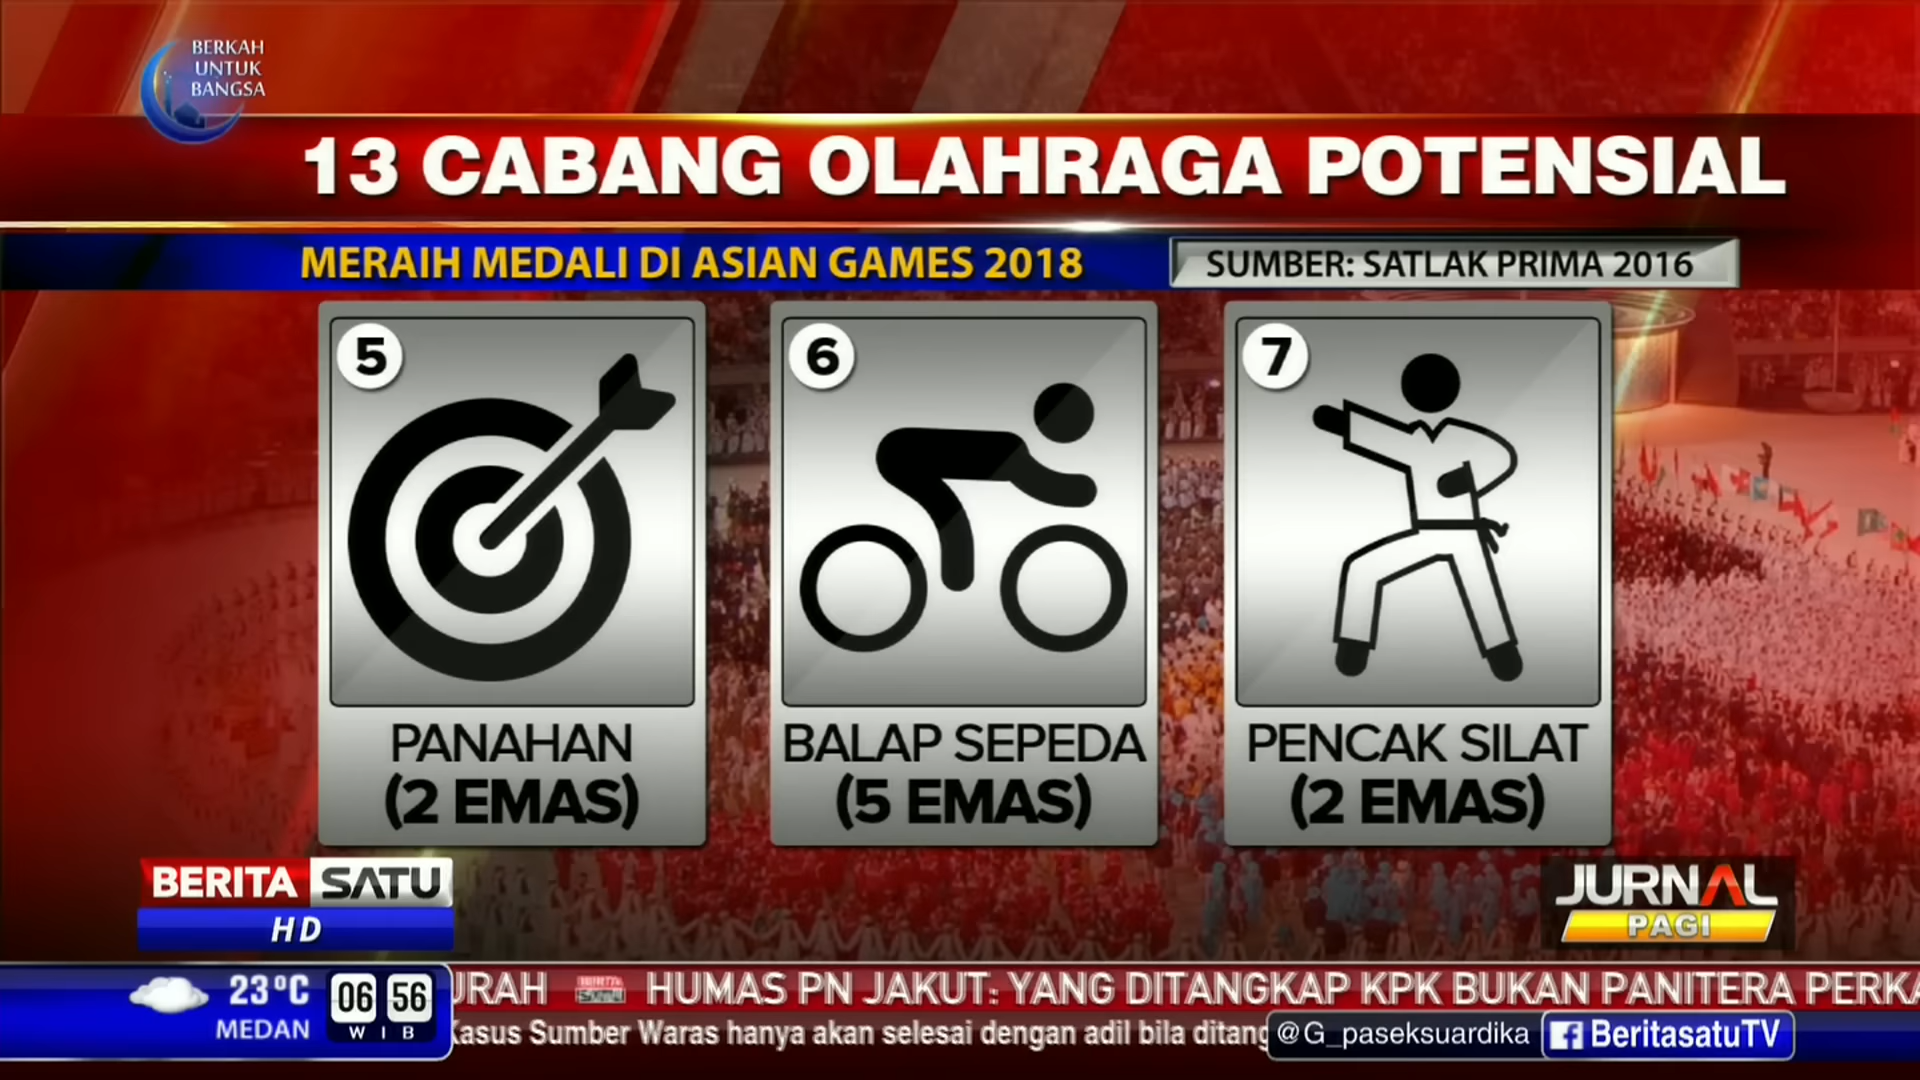 BERKAH
UNTUK
BANGSA
13 CABANG OLAHRAGA POTENSIAL
MERAIH MEDALI DI ASIAN GAMES 2018
SUMBER: SATLAK PRIMA 2016
5
6
7
PANAHAN
(2 EMAS)
BALAP SEPEDA
(5 EMAS)
PENCAK SILAT
(2 EMAS)
BERITA SATU
HD
JURNAL
PAGI
23°C
MEDAN
06 56
WIB
URAH HUMAS PN JAKUT: YANG DITANGKAP KPK BUKAN PANITERA PERKA
Kasus Sumber Waras hanya akan selesai dengan adil bila ditang
@G_paseksuardika
BeritasatuTV